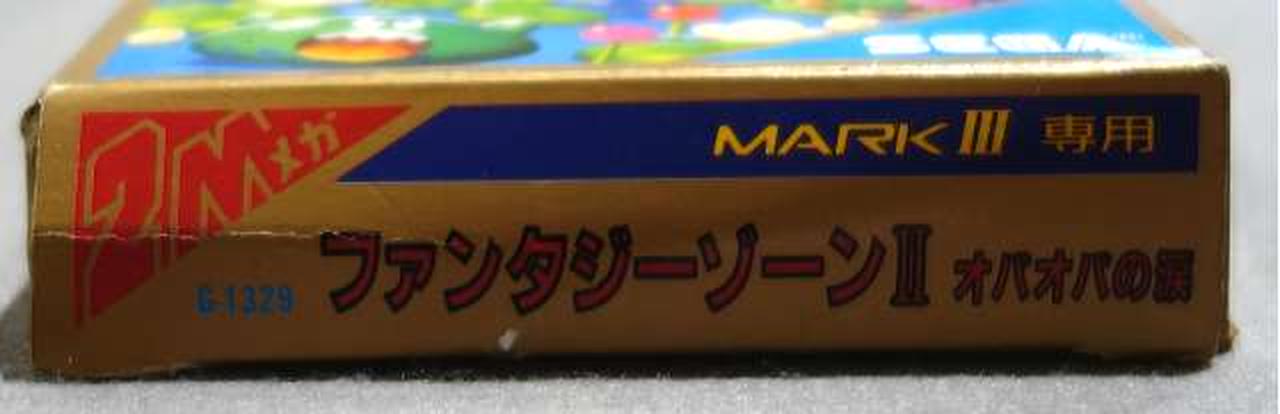 SEGA
2Mメガ
MARK III 専用
ファンタジーゾーンII オパオパの涙
G-1329